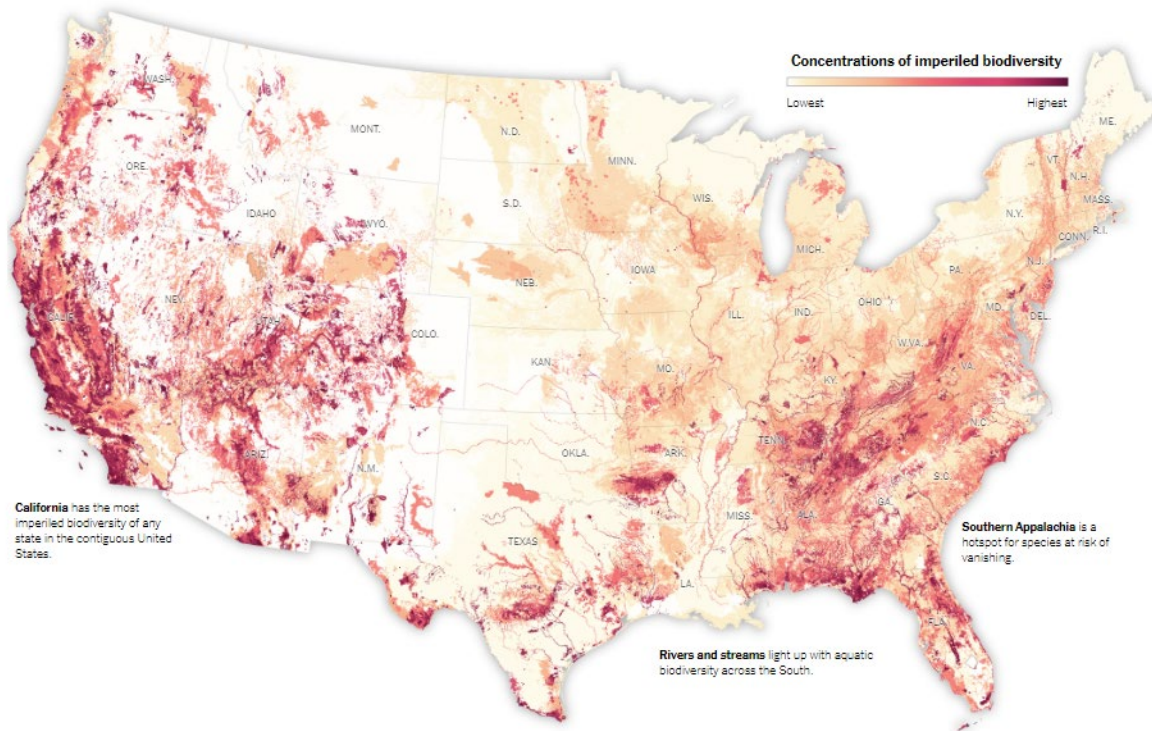 Concentrations of imperiled biodiversity
Lowest Highest
WASH.
MONT.
N.D.
MINN.
ME.
ORE.
IDAHO
WYO.
S.D.
WIS.
MICH.
VT.
N.H.
MASS.
N.Y.
CONN.
R.I.
NEV.
UTAH
COLO.
NEB.
IOWA
ILL.
IND.
OHIO
PA.
N.J.
MD.
DEL.
CALIF.
KAN.
MO.
KY.
W.VA.
VA.
ARIZ.
N.M.
OKLA.
ARK.
TENN.
N.C.
S.C.
TEXAS
LA.
MISS.
ALA.
GA.
FLA.
California has the most
imperiled biodiversity of any
state in the contiguous United
States.
Southern Appalachia is a
hotspot for species at risk of
vanishing.
Rivers and streams light up with aquatic
biodiversity across the South.